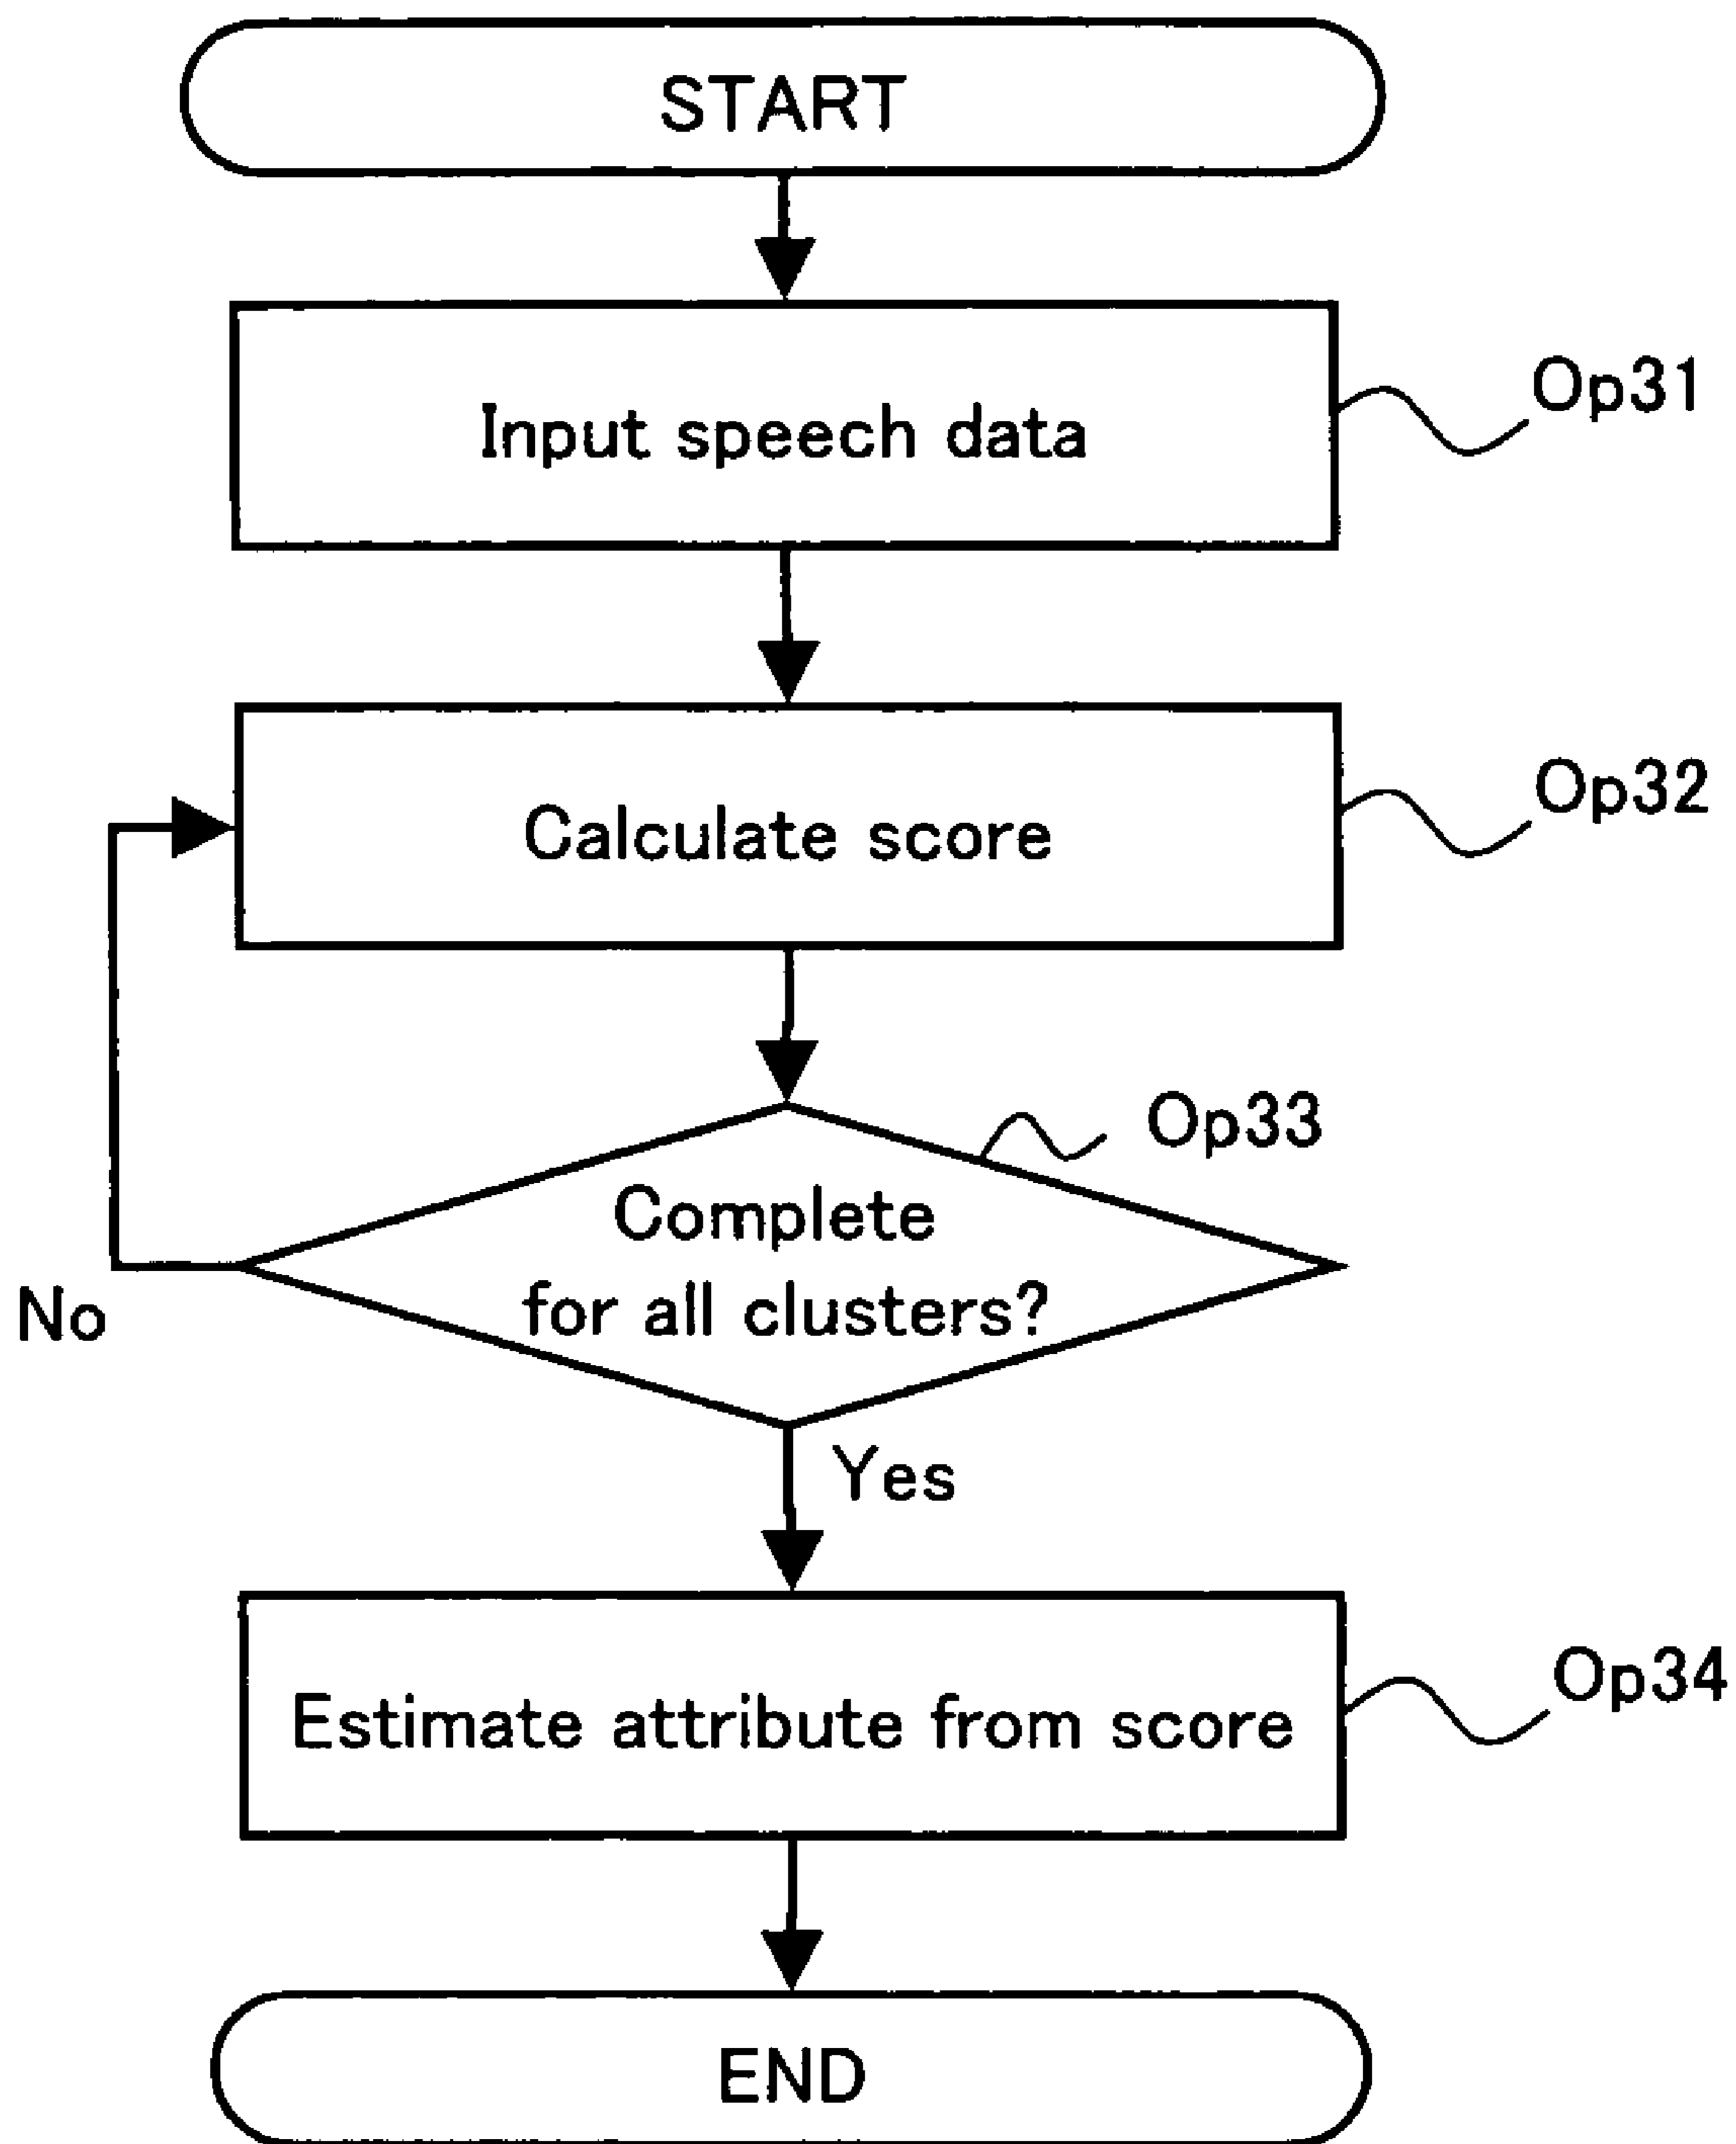 START
Input speech data
Op31
Calculate score
Op32
Op33
Complete
for all clusters?
No
Yes
Estimate attribute from score
Op34
END